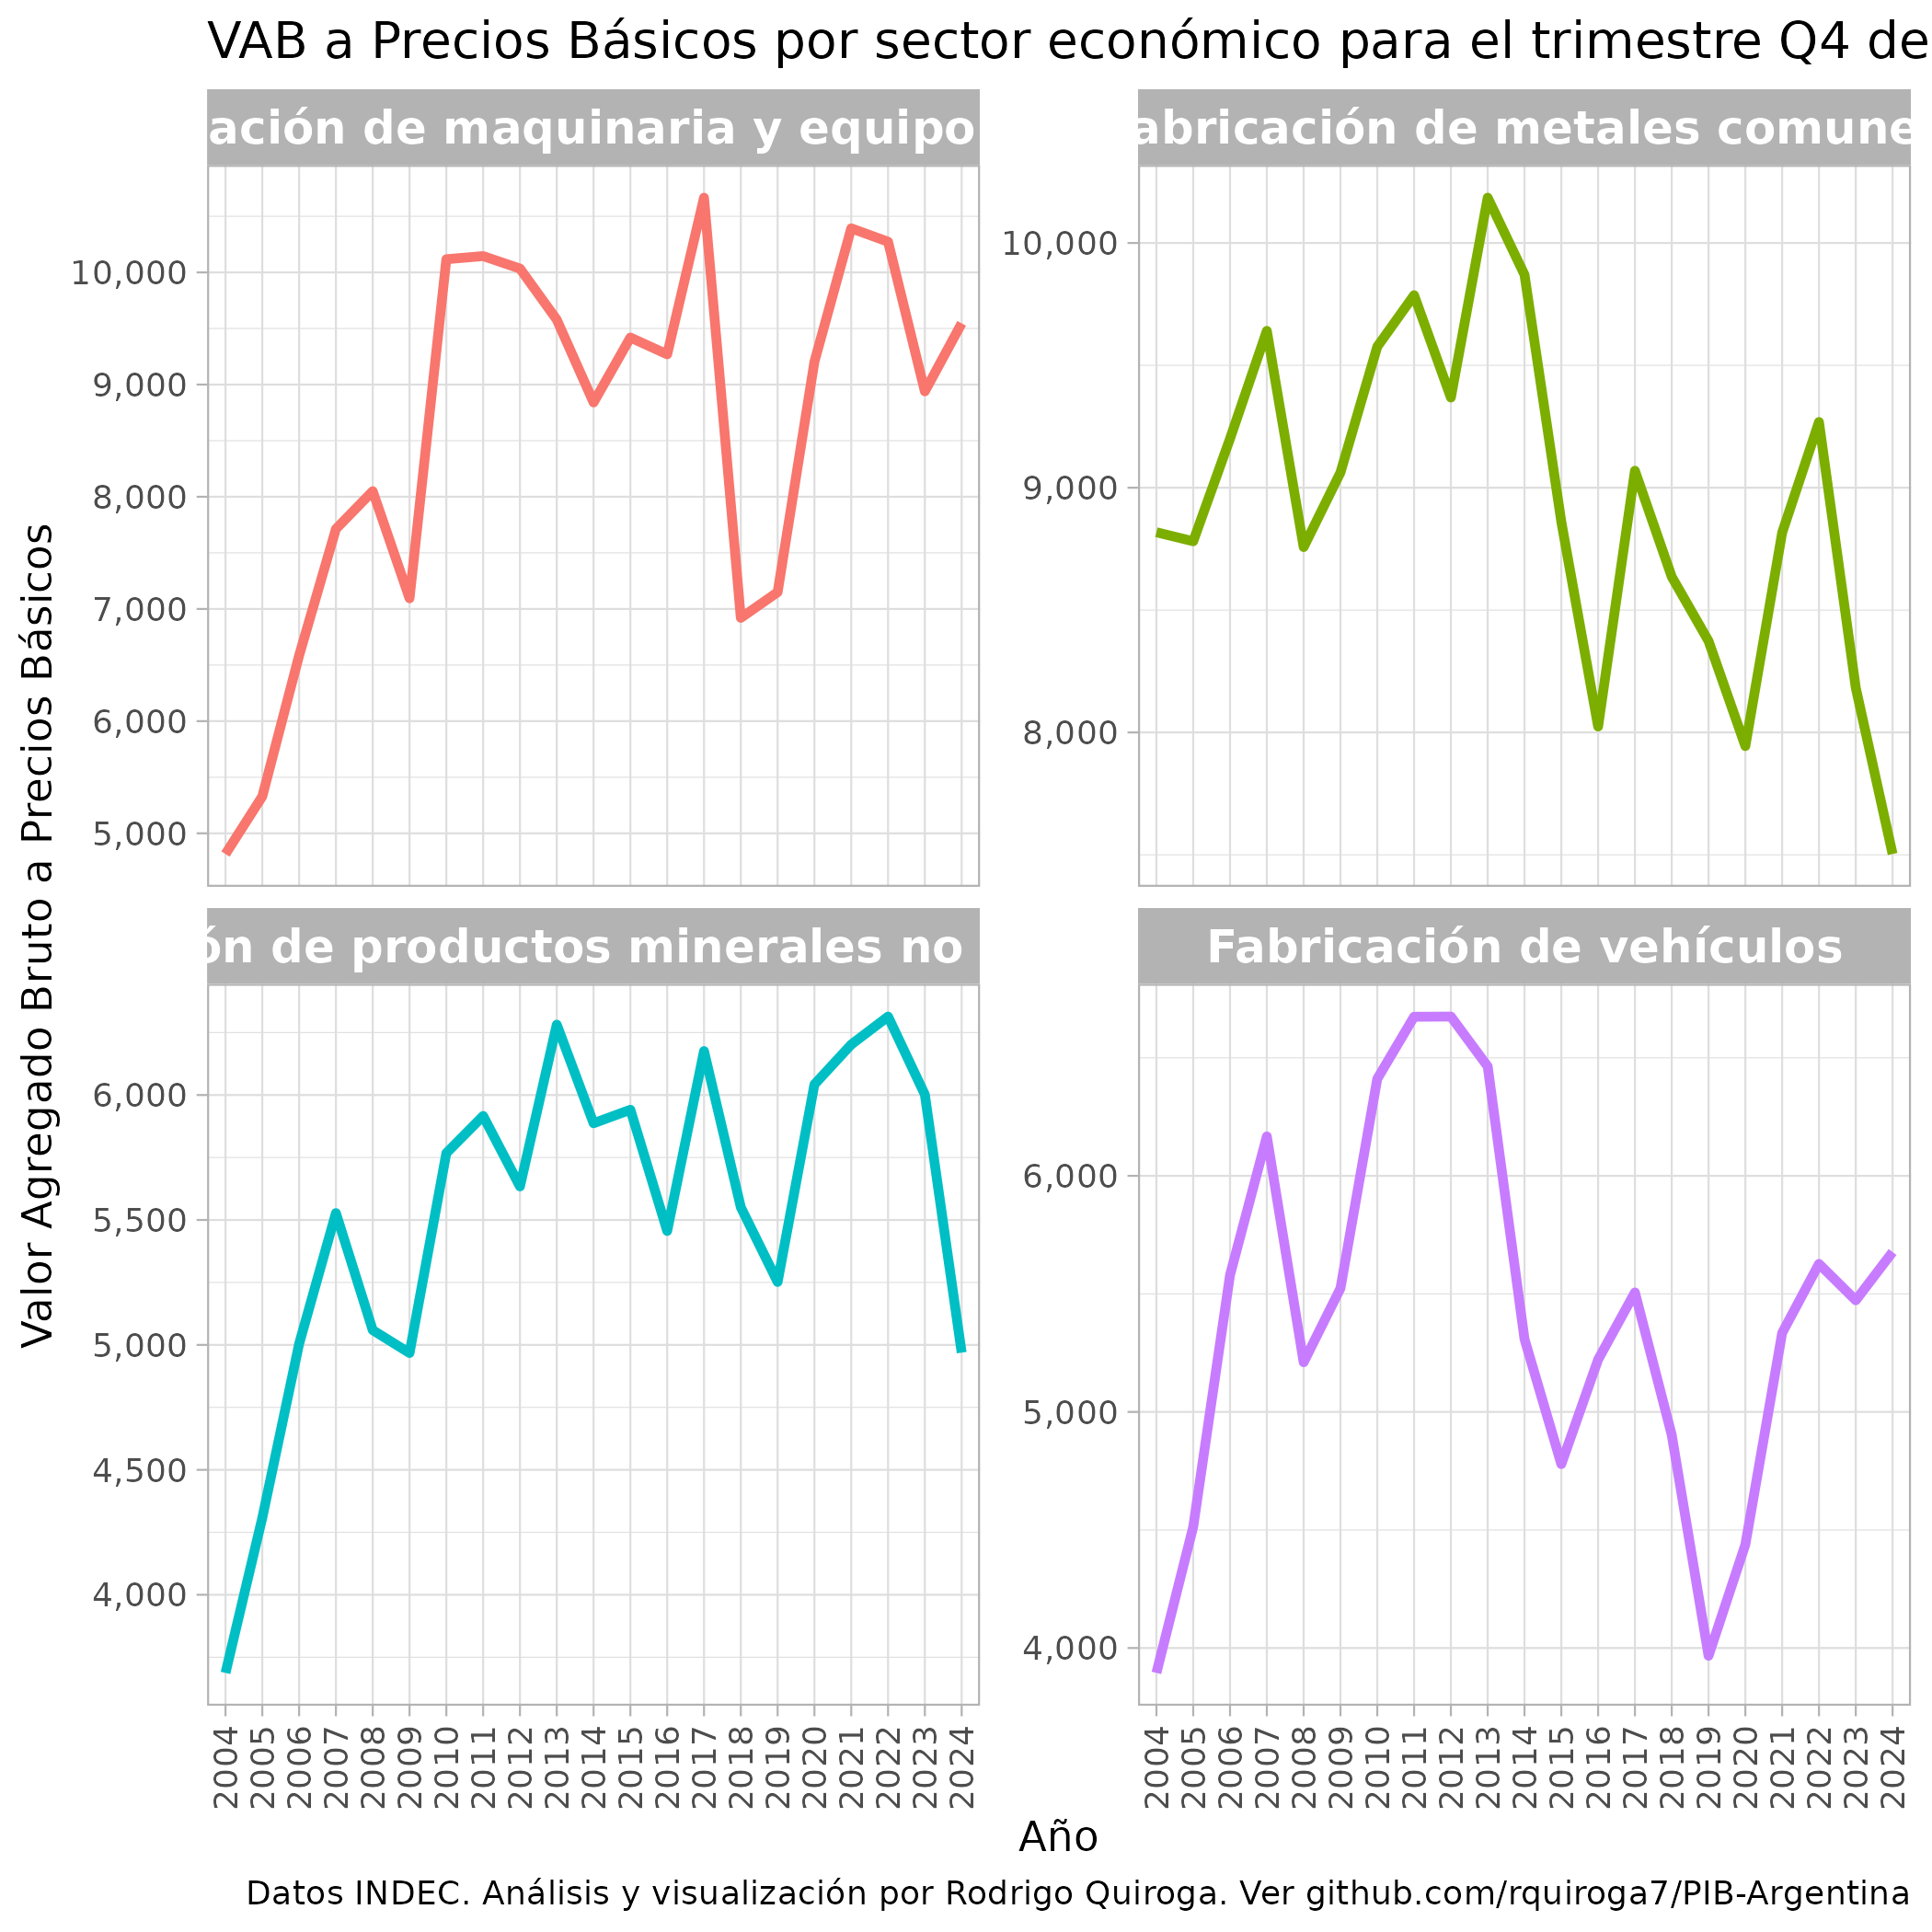 VAB a Precios Básicos por sector económico para el trimestre Q4 de
Valor Agregado Bruto a Precios Básicos
ación de maquinaria y equipo
10,000
9,000
8,000
7,000
6,000
5,000
abricación de metales comune
10,000
9,000
8,000
ón de productos minerales no
6,000
5,500
5,000
4,500
4,000
2004 2005 2006 2007 2008 2009 2010 2011 2012 2013 2014 2015 2016 2017 2018 2019 2020 2021 2022 2023 2024
Fabricación de vehículos
6,000
5,000
4,000
2004 2005 2006 2007 2008 2009 2010 2011 2012 2013 2014 2015 2016 2017 2018 2019 2020 2021 2022 2023 2024
Año
Datos INDEC. Análisis y visualización por Rodrigo Quiroga. Ver github.com/rquiroga7/PIB-Argentina